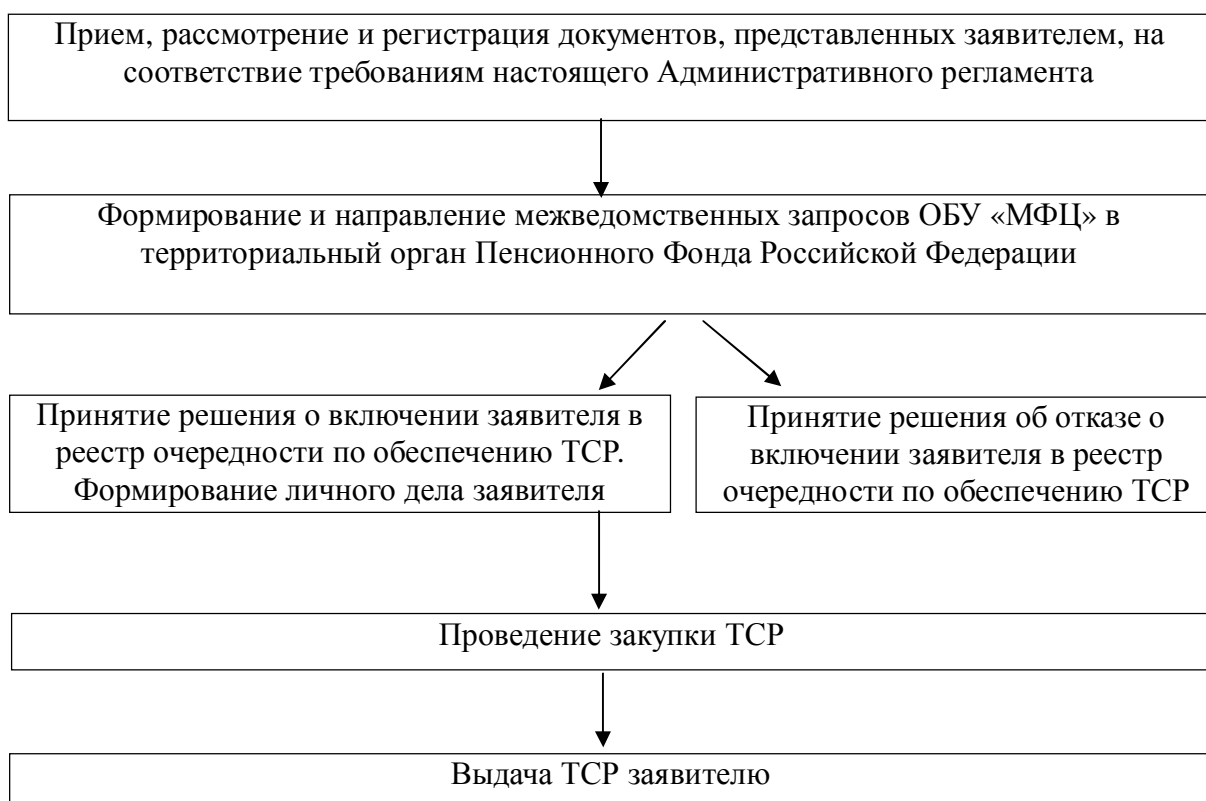 Прием, рассмотрение и регистрация документов, представленных заявителем, на
соответствие требованиям настоящего Административного регламента
Формирование и направление межведомственных запросов ОБУ «МФЦ» в
территориальный орган Пенсионного Фонда Российской Федерации
Принятие решения о включении заявителя в
реестр очередности по обеспечению ТСР.
Формирование личного дела заявителя
Принятие решения об отказе о
включении заявителя в реестр
очередности по обеспечению ТСР
Проведение закупки ТСР
Выдача ТСР заявителю